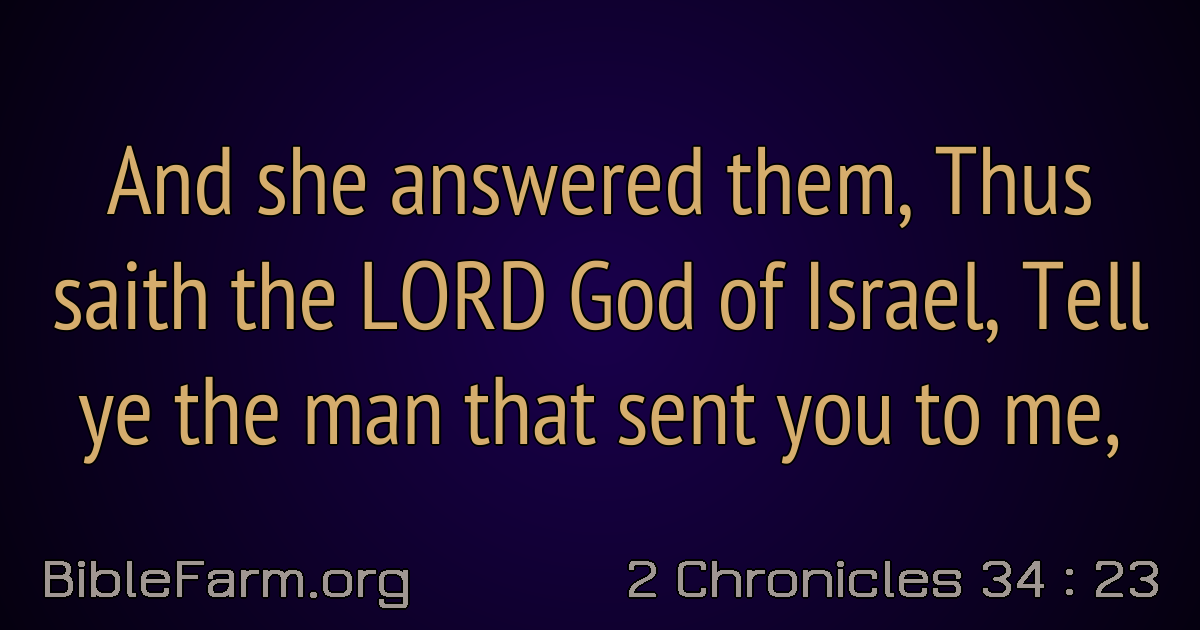 And she answered them, Thus
saith the LORD God of Israel, Tell
ye the man that sent you to me,
BibleFarm.org
2 Chronicles 34 : 23